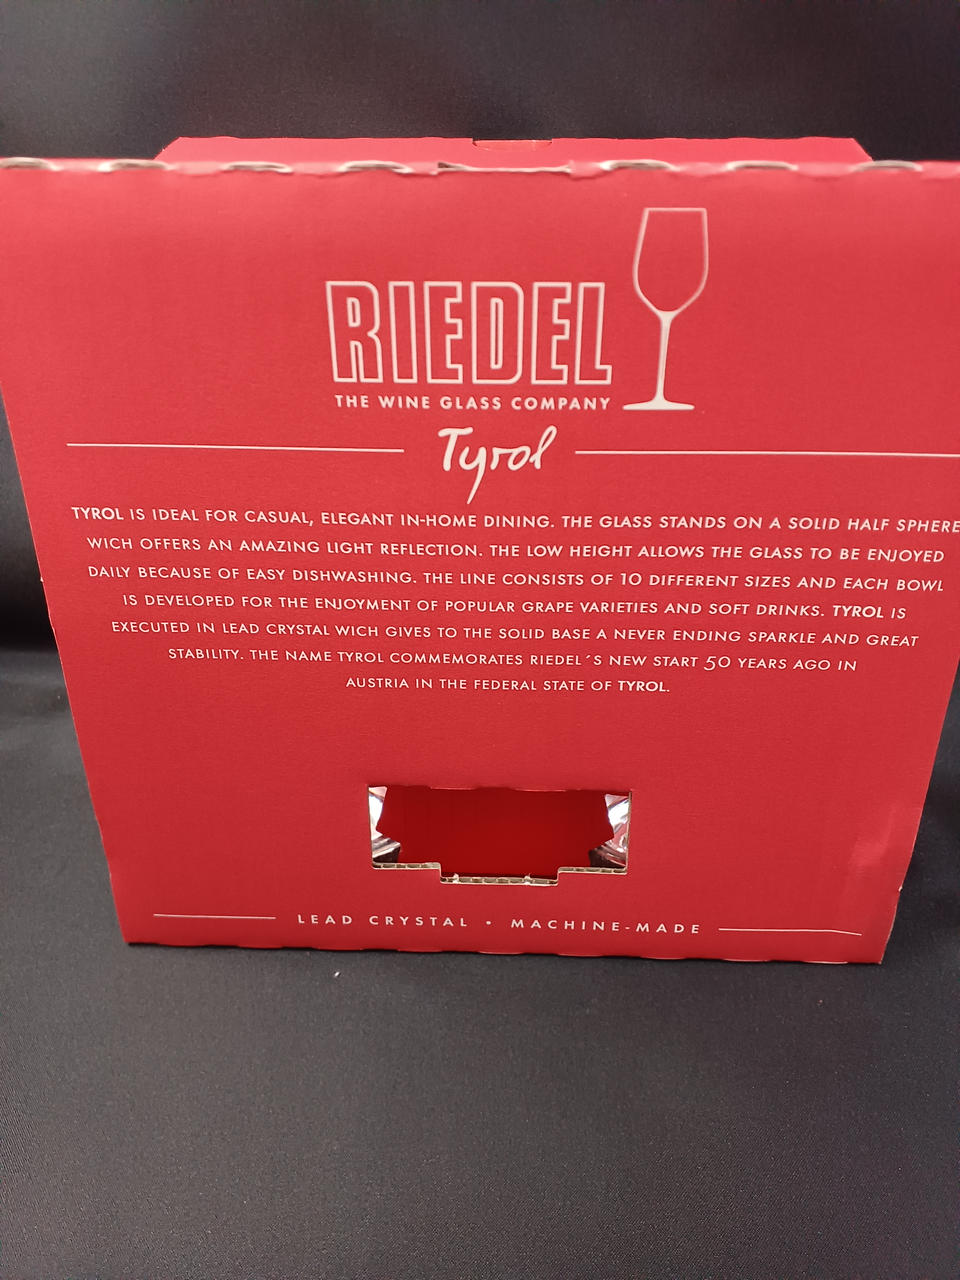 RIEDEL
THE WINE GLASS COMPANY
Tyrol
TYROL IS IDEAL FOR CASUAL, ELEGANT IN-HOME DINING. THE GLASS STANDS ON A SOLID HALF SPHERE
WICH OFFERS AN AMAZING LIGHT REFLECTION. THE LOW HEIGHT ALLOWS THE GLASS TO BE ENJOYED
DAILY BECAUSE OF EASY DISHWASHING. THE LINE CONSISTS OF 10 DIFFERENT SIZES AND EACH BOWL
IS DEVELOPED FOR THE ENJOYMENT OF POPULAR GRAPE VARIETIES AND SOFT DRINKS. TYROL IS
EXECUTED IN LEAD CRYSTAL WICH GIVES TO THE SOLID BASE A NEVER ENDING SPARKLE AND GREAT
STABILITY. THE NAME TYROL COMMEMORATES RIEDEL´S NEW START 50 YEARS AGO IN
AUSTRIA IN THE FEDERAL STATE OF TYROL.
LEAD CRYSTAL • MACHINE-MADE